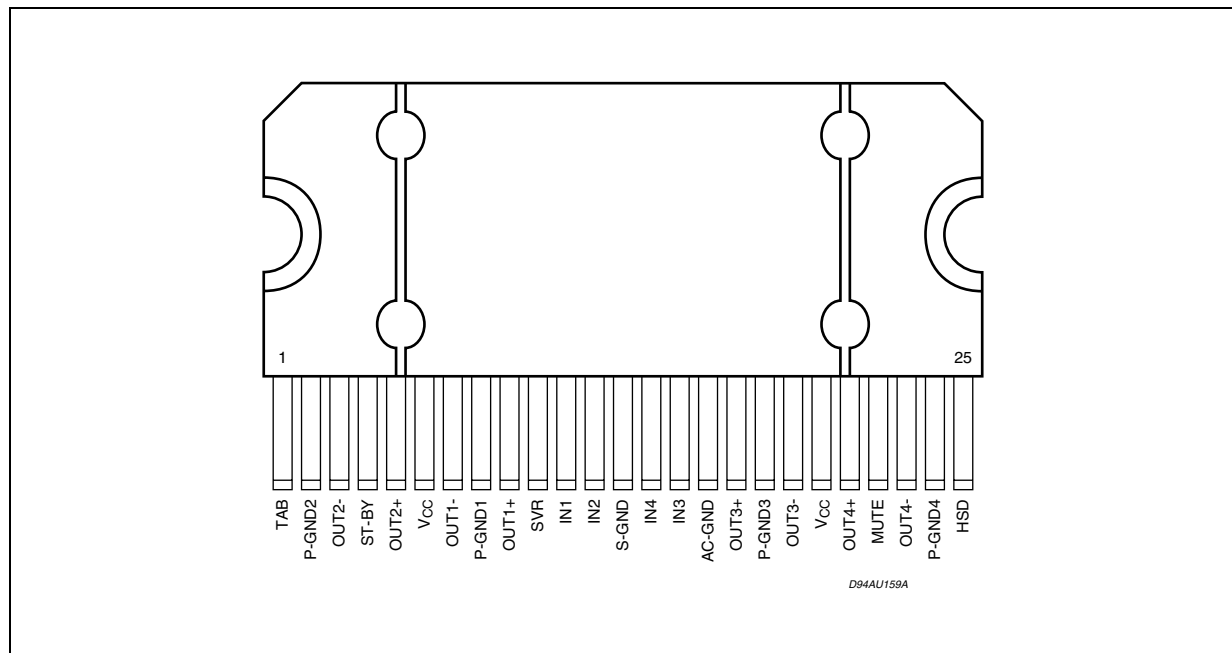 1
25
TAB
P-GND2
OUT2-
ST-BY
OUT2+
VCC
OUT1-
P-GND1
OUT1+
SVR
IN1
IN2
S-GND
IN4
IN3
AC-GND
OUT3+
P-GND3
OUT3-
VCC
OUT4+
MUTE
OUT4-
P-GND4
HSD
D94AU159A